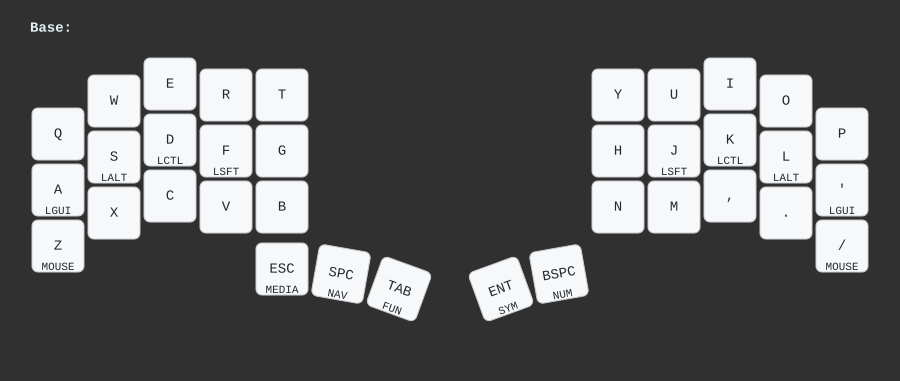 Base:
Q W E R T Y U I O P
A S D F G H J K L '
LGUI LALT LCTL LSFT LSFT LCTL LALT LGUI
Z X C V B N M , . /
MOUSE MOUSE
ESC SPC TAB ENT BSPC
MEDIA NAV FUN SYM NUM